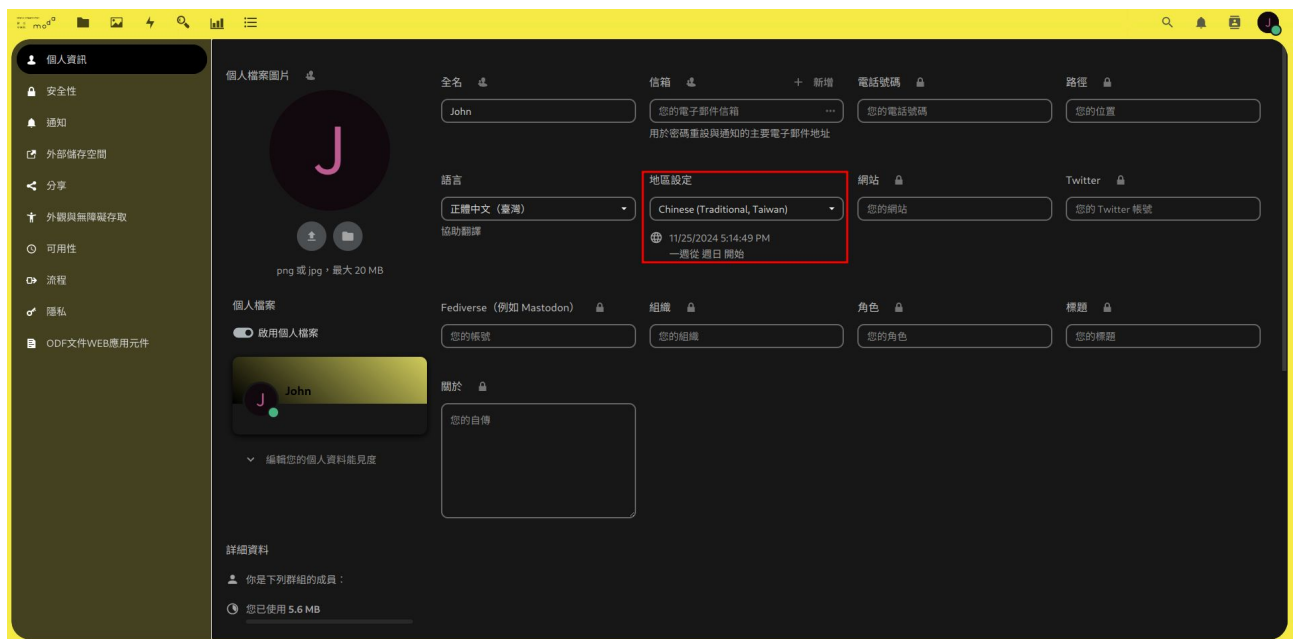 moda
個人資訊
安全性
通知
外部儲存空間
分享
外觀與無障礙存取
可用性
流程
隱私
ODF文件WEB應用元件
個人檔案圖片
J
png 或 jpg，最大 20 MB
個人檔案
啟用個人檔案
J
John
編輯您的個人資料能見度
全名
John
信箱
+ 新增
您的電子郵件信箱
用於密碼重設與通知的主要電子郵件地址
電話號碼
您的電話號碼
路徑
您的位置
語言
正體中文（臺灣）
協助翻譯
地區設定
Chinese (Traditional, Taiwan)
11/25/2024 5:14:49 PM
一週從 週日 開始
網站
您的網站
Twitter
您的 Twitter 帳號
Fediverse（例如 Mastodon）
您的帳號
組織
您的組織
角色
您的角色
標題
您的標題
關於
您的自傳
詳細資料
你是下列群組的成員：
您已使用 5.6 MB
J